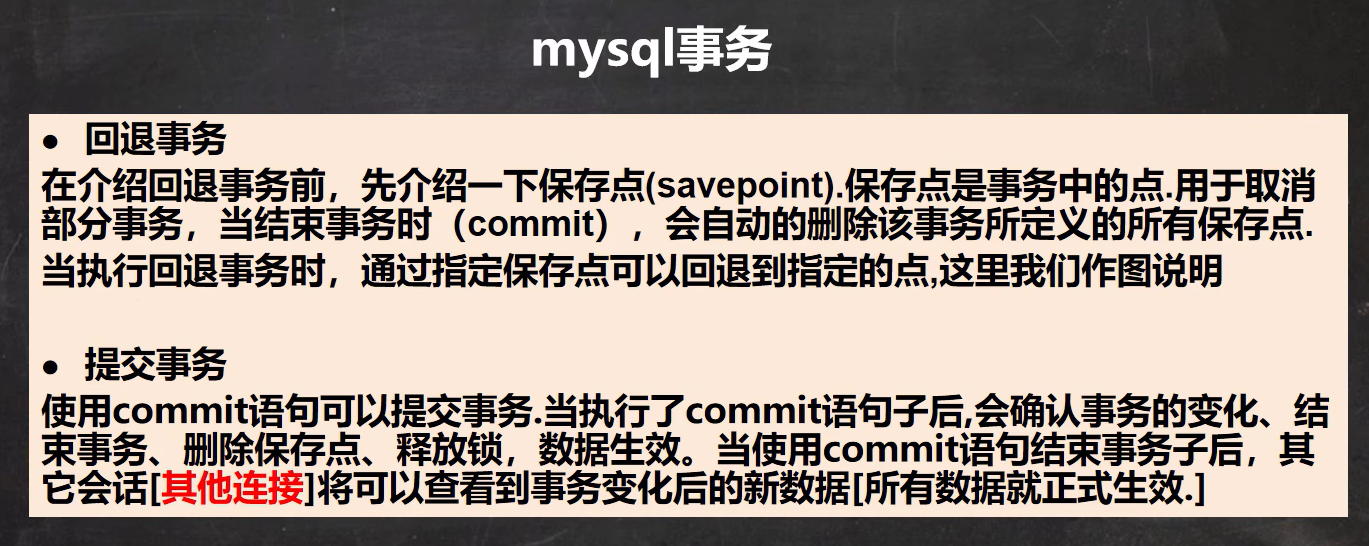 mysql事务
● 回退事务
在介绍回退事务前，先介绍一下保存点(savepoint).保存点是事务中的点.用于取消
部分事务，当结束事务时（commit），会自动的删除该事务所定义的所有保存点.
当执行回退事务时，通过指定保存点可以回退到指定的点,这里我们作图说明
● 提交事务
使用commit语句可以提交事务.当执行了commit语句子后,会确认事务的变化、结
束事务、删除保存点、释放锁，数据生效。当使用commit语句结束事务子后，其
它会话[其他连接]将可以查看到事务变化后的新数据[所有数据就正式生效.]